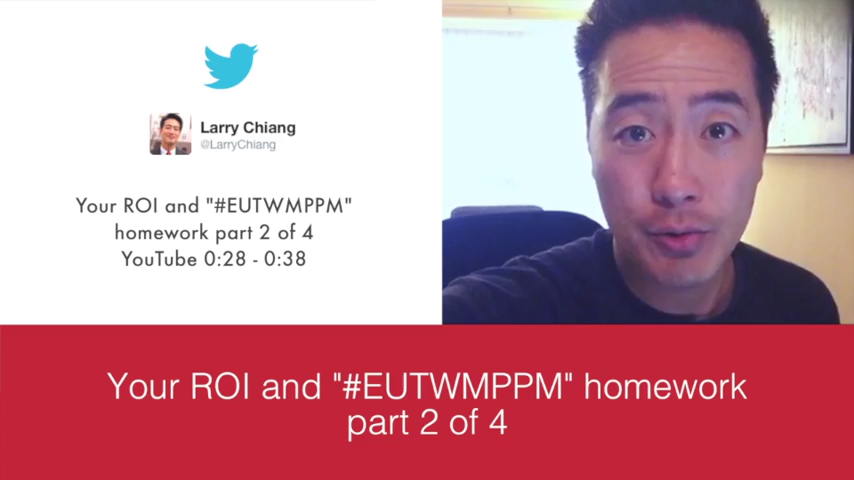 Larry Chiang
@LarryChiang
Your ROI and "#EUTWMPPM"
homework part 2 of 4
YouTube 0:28 - 0:38
Your ROI and "#EUTWMPPM" homework
part 2 of 4